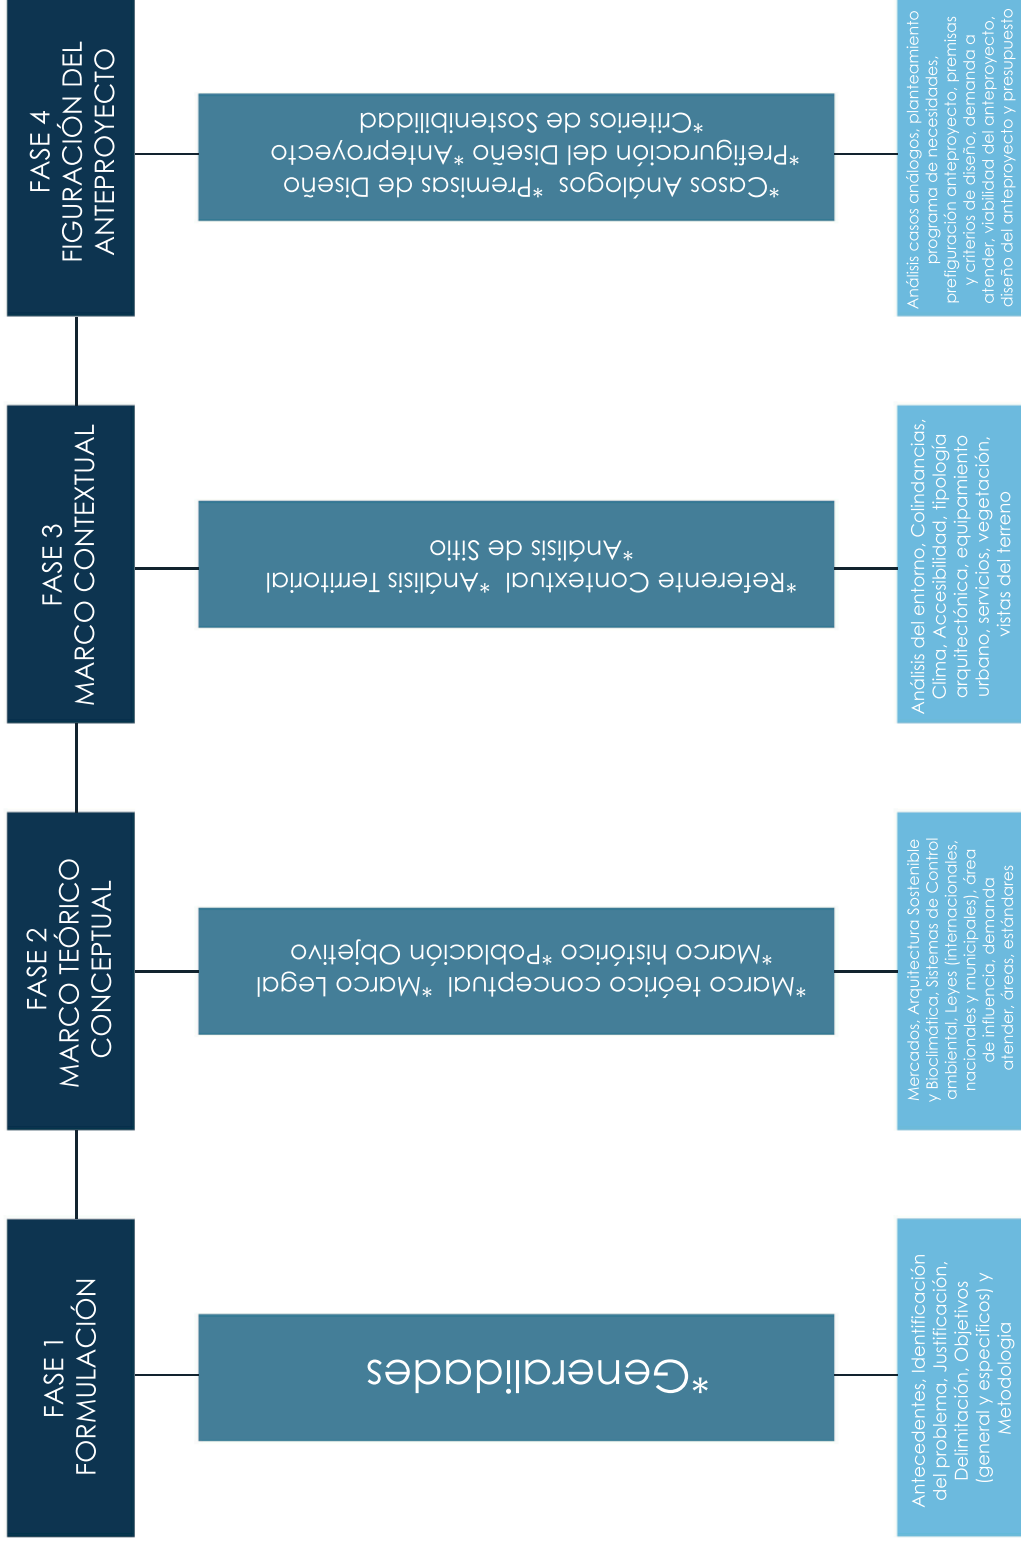 FASE 1
FORMULACIÓN
*Generalidades
Antecedentes, Identificación
del problema, Justificación,
Delimitación, Objetivos
(general y específicos) y
Metodología
FASE 2
MARCO TEÓRICO
CONCEPTUAL
*Marco teórico conceptual *Marco Legal
*Marco histórico *Población Objetivo
Mercados, Arquitectura Sostenible
y Bioclimática, Sistemas de Control
ambiental, Leyes (internacionales,
nacionales y municipales), área
de influencia, demanda
atender, áreas, estándares
FASE 3
MARCO CONTEXTUAL
*Referente Contextual *Análisis Territorial
*Análisis de Sitio
Análisis del entorno, Colindancias,
Clima, Accesibilidad, tipología
arquitectónica, equipamiento
urbano, servicios, vegetación,
vistas del terreno
FASE 4
FIGURACIÓN DEL
ANTEPROYECTO
*Casos Análogos *Premisas de Diseño
*Prefiguración del Diseño *Anteproyecto
*Criterios de Sostenibilidad
Análisis casos análogos, planteamiento
programa de necesidades,
prefiguración anteproyecto, premisas
y criterios de diseño, demanda a
atender, viabilidad del anteproyecto,
diseño del anteproyecto y presupuesto